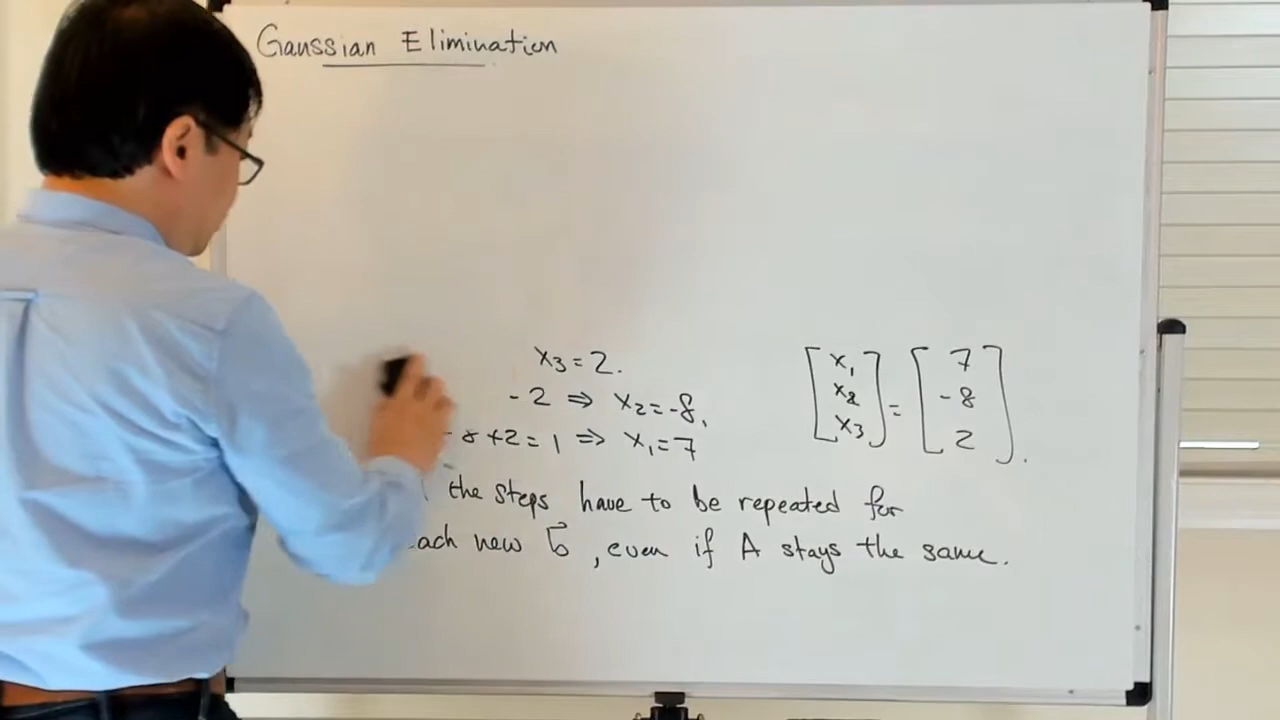 Gaussian Elimination
x₃ = 2.
-2 ⇒ x₂ = -8,
8 + 2 = 1 ⇒ x₁ = 7
[x₁ x₂ x₃] = [7 -8 2].
the steps have to be repeated for
each new b⃗, even if A stays the same.